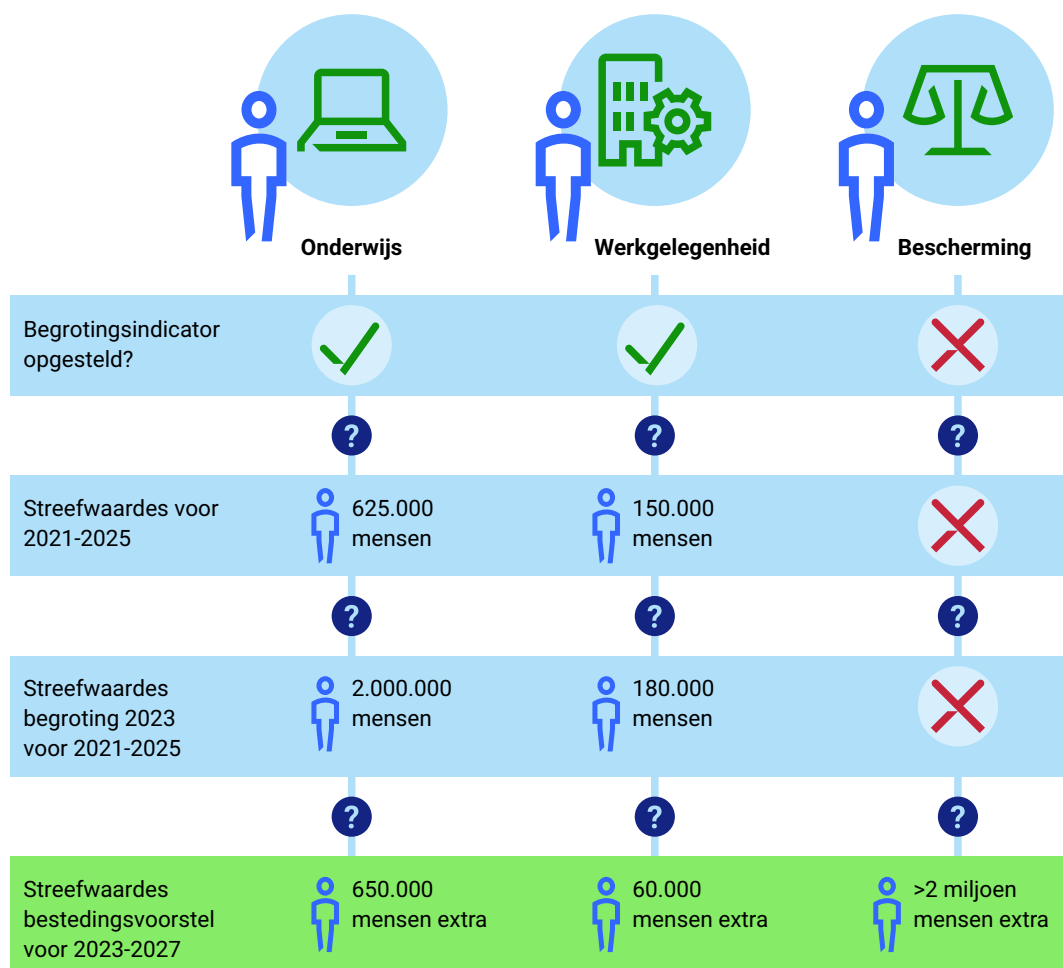 Onderwijs
Werkgelegenheid
Bescherming
Begrotingsindicator
opgesteld?
?
?
?
Streefwaardes voor
2021-2025
625.000
mensen
150.000
mensen
?
?
?
Streefwaardes
begroting 2023
voor 2021-2025
2.000.000
mensen
180.000
mensen
?
?
?
Streefwaardes
bestedingsvoorstel
voor 2023-2027
650.000
mensen extra
60.000
mensen extra
>2 miljoen
mensen extra